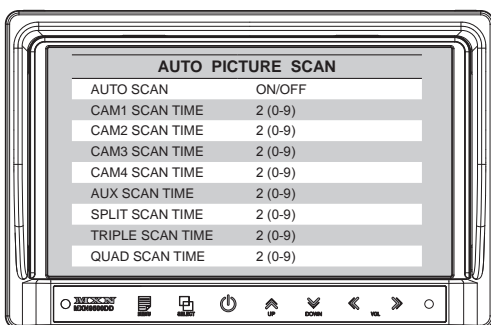 AUTO PICTURE SCAN
AUTO SCAN ON/OFF
CAM1 SCAN TIME 2 (0-9)
CAM2 SCAN TIME 2 (0-9)
CAM3 SCAN TIME 2 (0-9)
CAM4 SCAN TIME 2 (0-9)
AUX SCAN TIME 2 (0-9)
SPLIT SCAN TIME 2 (0-9)
TRIPLE SCAN TIME 2 (0-9)
QUAD SCAN TIME 2 (0-9)
MXN
MENU SELECT UP DOWN VOL